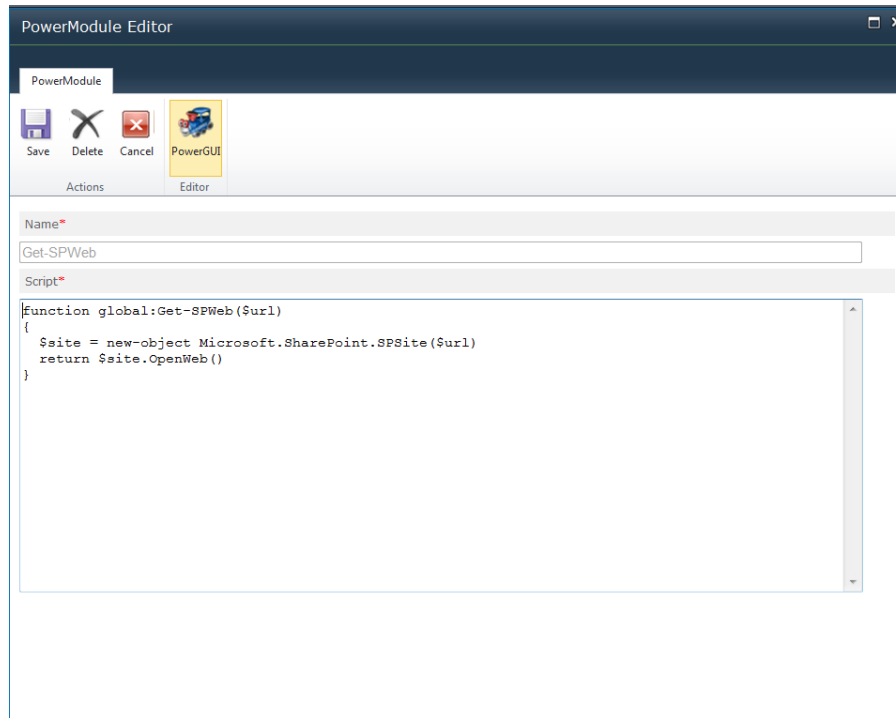 PowerModule Editor
PowerModule
Save Delete Cancel PowerGUI
Actions Editor
Name*
Get-SPWeb
Script*
function global:Get-SPWeb($url)
{
  $site = new-object Microsoft.SharePoint.SPSite($url)
  return $site.OpenWeb()
}